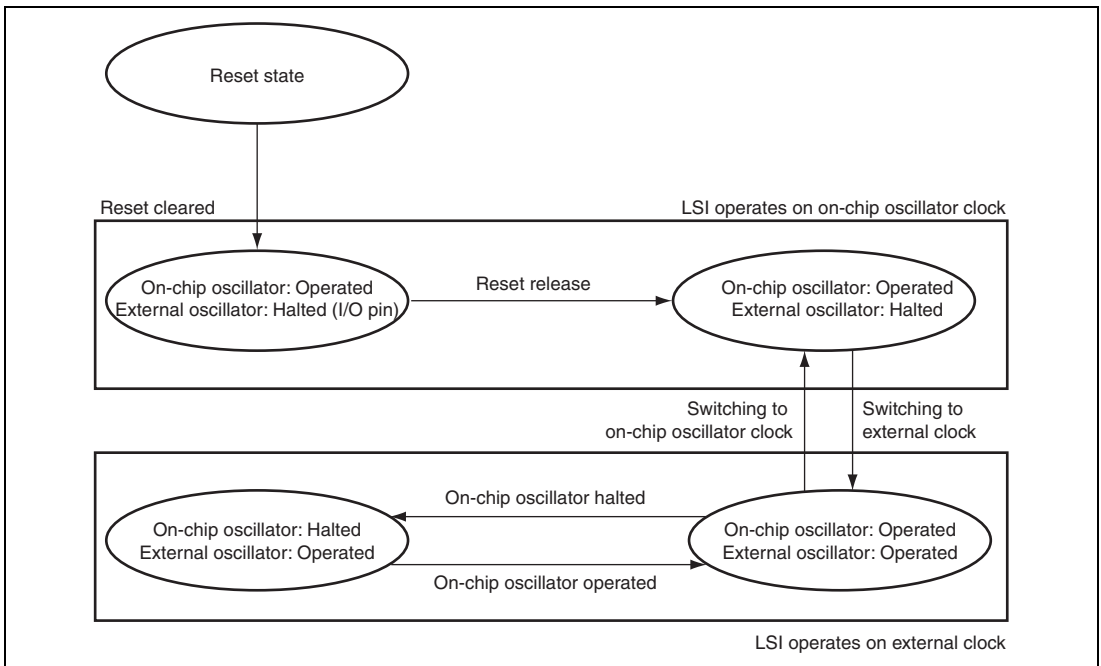 Reset state
Reset cleared
LSI operates on on-chip oscillator clock
On-chip oscillator: Operated
External oscillator: Halted (I/O pin)
Reset release
On-chip oscillator: Operated
External oscillator: Halted
Switching to
on-chip oscillator clock
Switching to
external clock
On-chip oscillator halted
On-chip oscillator: Halted
External oscillator: Operated
On-chip oscillator: Operated
External oscillator: Operated
On-chip oscillator operated
LSI operates on external clock